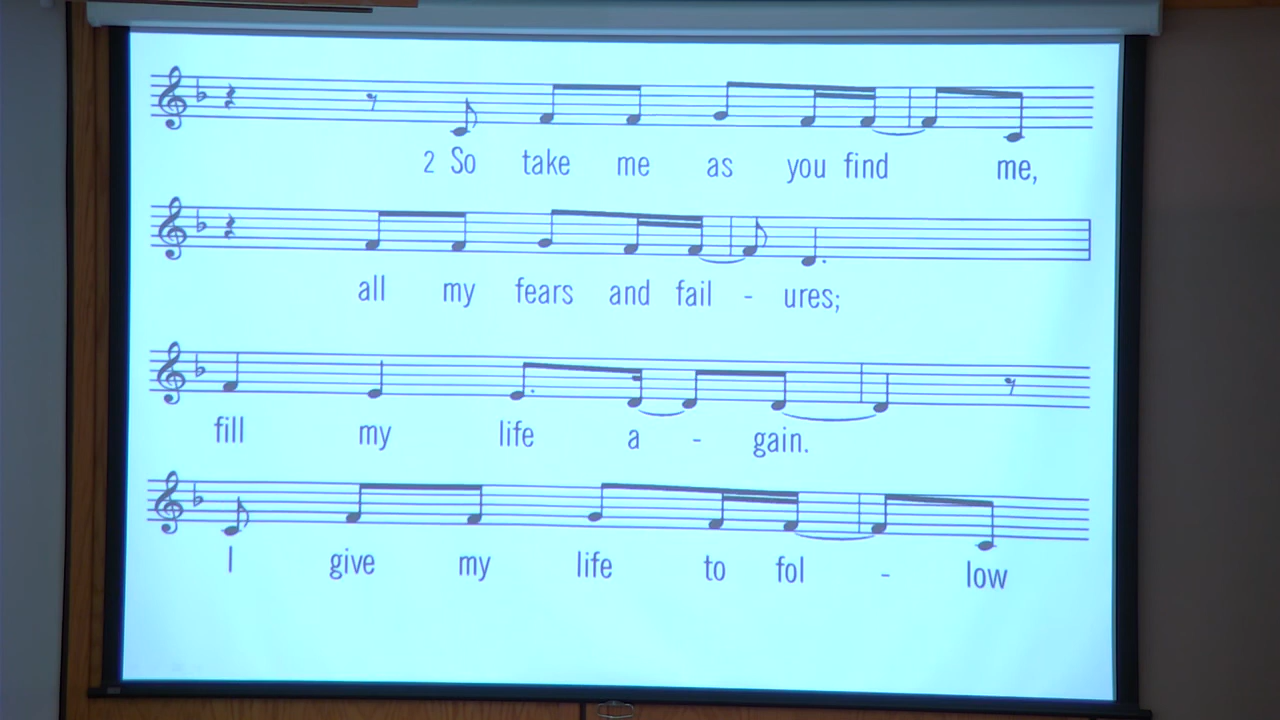 2 So take me as you find me,
all my fears and fail - ures;
fill my life a - gain.
I give my life to fol - low